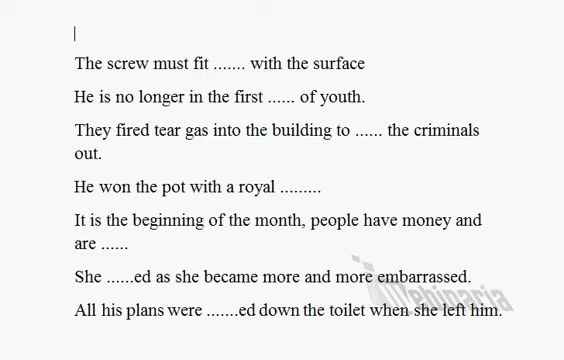 The screw must fit ....... with the surface
He is no longer in the first ...... of youth.
They fired tear gas into the building to ...... the criminals
out.
He won the pot with a royal .........
It is the beginning of the month, people have money and
are ......
She ......ed as she became more and more embarrassed.
All his plans were .......ed down the toilet when she left him.
Webinaria